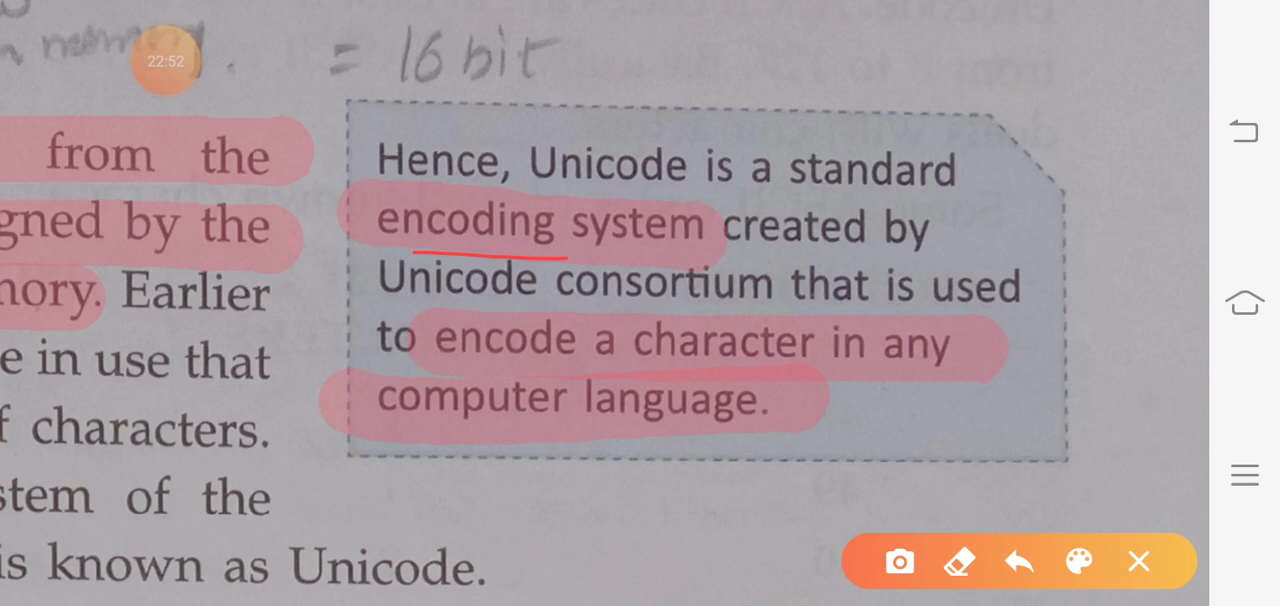 = 16 bit
22:52
from the
gned by the
nory. Earlier
e in use that
f characters.
stem of the
is known as Unicode.
Hence, Unicode is a standard
encoding system created by
Unicode consortium that is used
to encode a character in any
computer language.